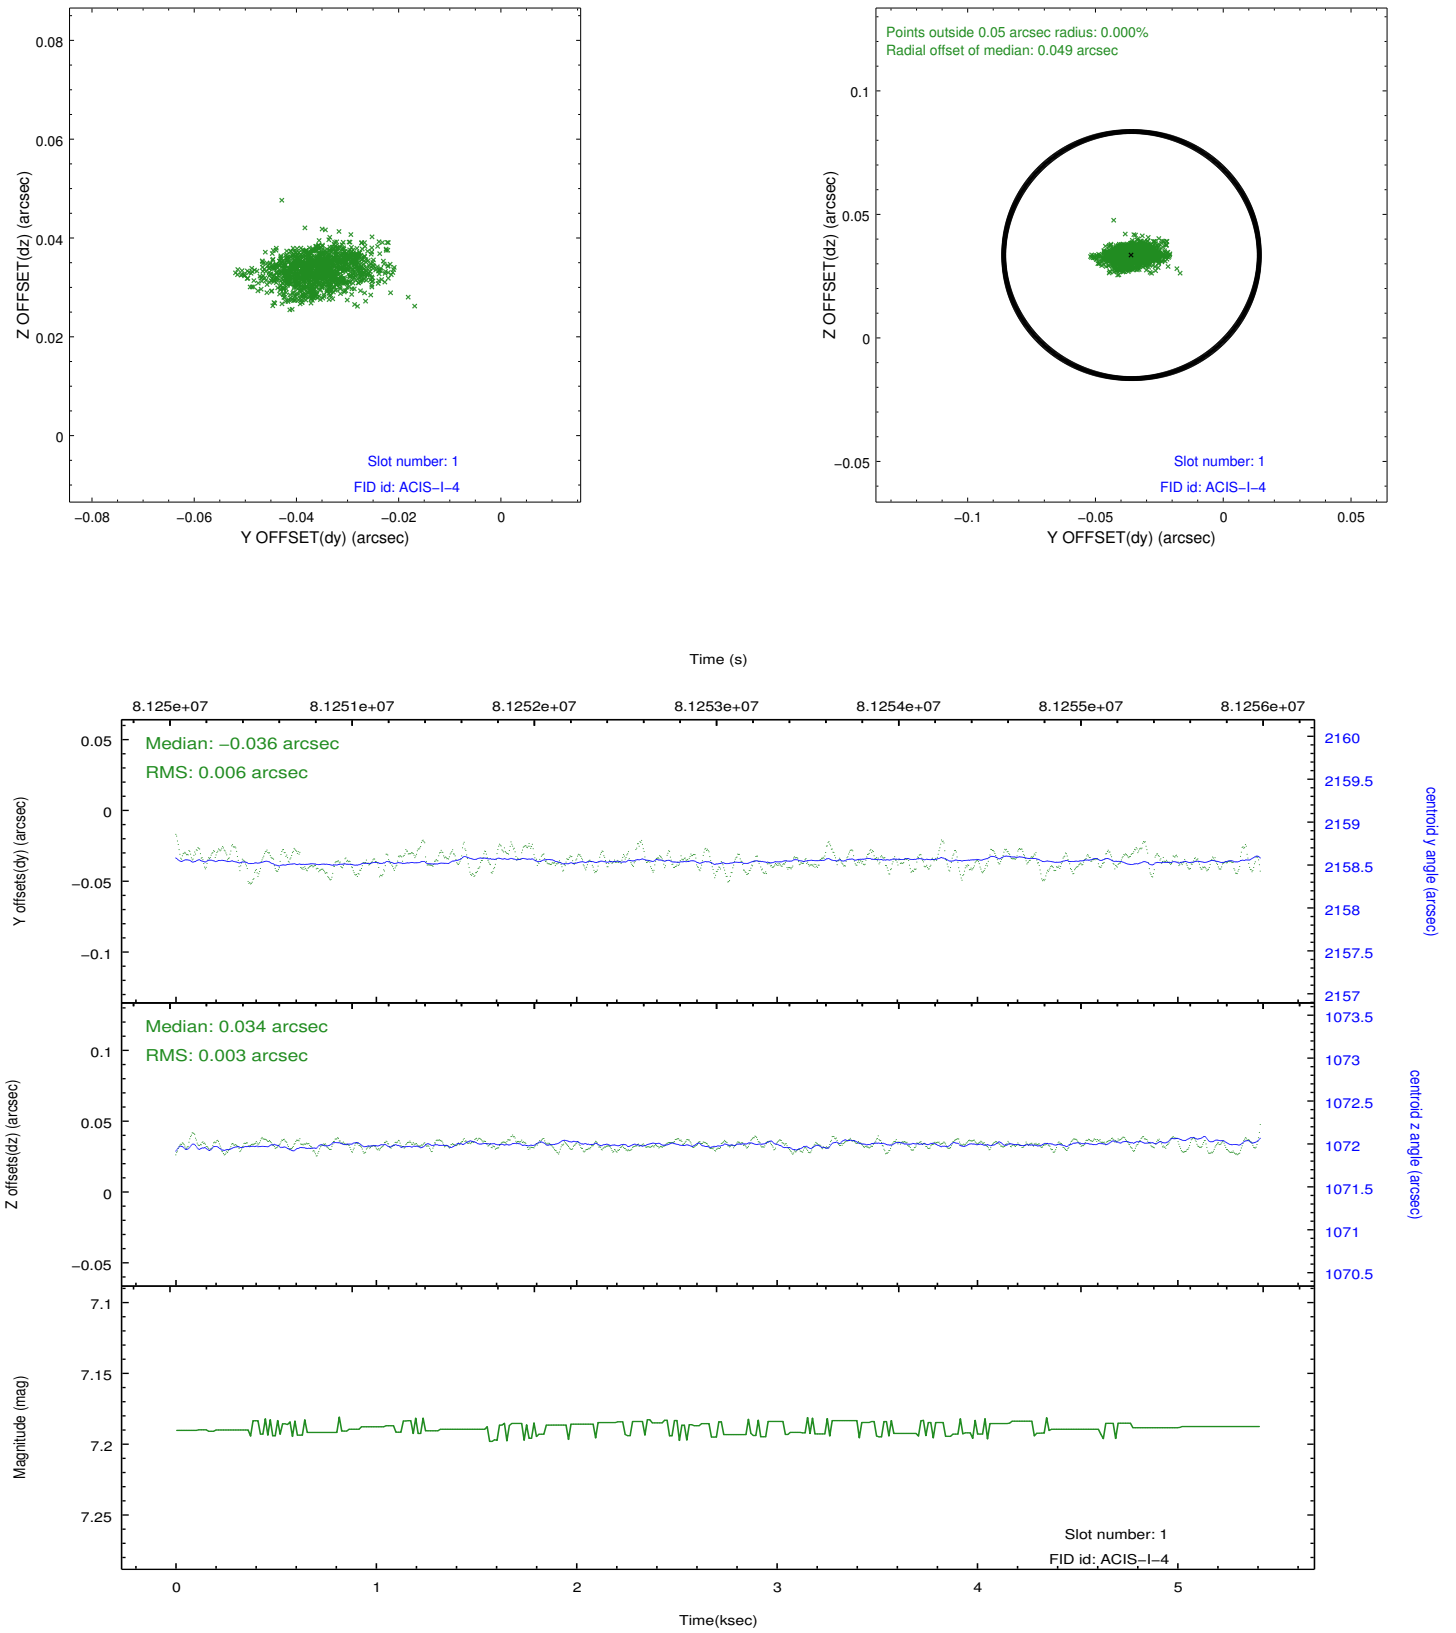 0.08
0.06
0.04
0.02
0
Z OFFSET(dz) (arcsec)
Slot number: 1
FID id: ACIS−I−4
−0.08 −0.06 −0.04 −0.02 0
Y OFFSET(dy) (arcsec)
Points outside 0.05 arcsec radius: 0.000%
Radial offset of median: 0.049 arcsec
0.1
0.05
0
−0.05
Z OFFSET(dz) (arcsec)
Slot number: 1
FID id: ACIS−I−4
−0.1 −0.05 0 0.05
Y OFFSET(dy) (arcsec)
Time (s)
8.125e+07 8.1251e+07 8.1252e+07 8.1253e+07 8.1254e+07 8.1255e+07 8.1256e+07
Median: −0.036 arcsec
RMS: 0.006 arcsec
0.05
0
−0.05
−0.1
Y offsets(dy) (arcsec)
2160
2159.5
2159
2158.5
2158
2157.5
2157
centroid y angle (arcsec)
Median: 0.034 arcsec
RMS: 0.003 arcsec
0.1
0.05
0
−0.05
Z offsets(dz) (arcsec)
1073.5
1073
1072.5
1072
1071.5
1071
1070.5
centroid z angle (arcsec)
7.1
7.15
7.2
7.25
Magnitude (mag)
Slot number: 1
FID id: ACIS−I−4
0 1 2 3 4 5
Time(ksec)